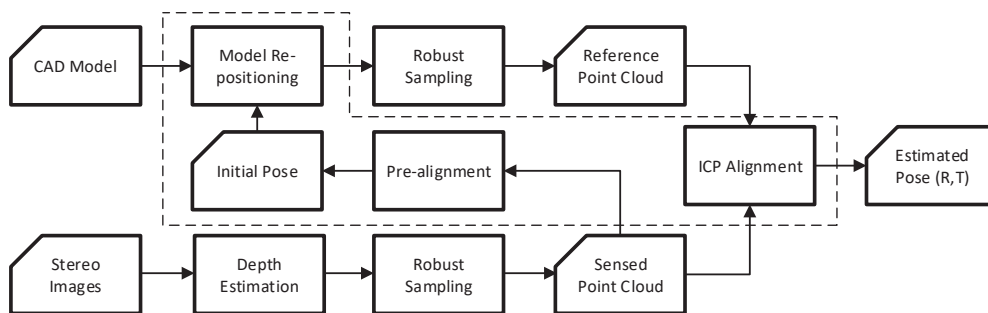 CAD Model
Model Re-
positioning
Robust
Sampling
Reference
Point Cloud
Initial Pose
Pre-alignment
ICP Alignment
Estimated
Pose (R,T)
Stereo
Images
Depth
Estimation
Robust
Sampling
Sensed
Point Cloud